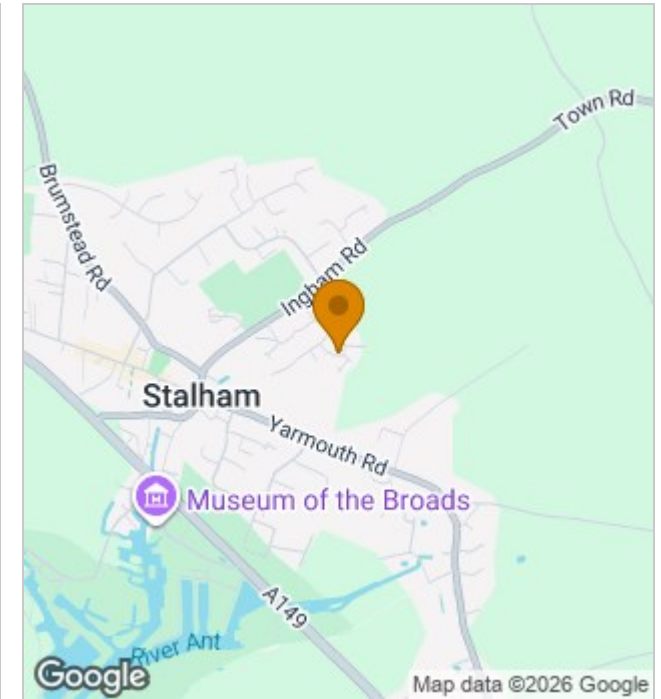 Town Rd
Brumstead Rd
Ingham Rd
Stalham
Yarmouth Rd
Museum of the Broads
A149
River Ant
Google
Map data ©2026 Google